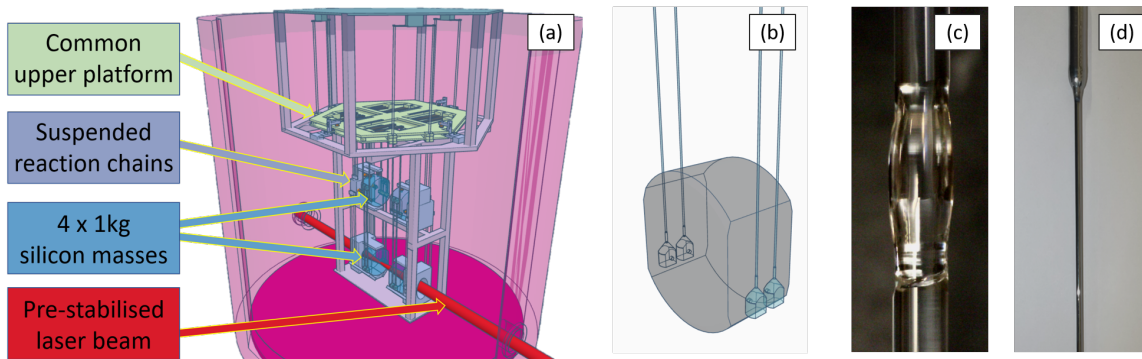 Common
upper platform
Suspended
reaction chains
4 x 1kg
silicon masses
Pre-stabilised
laser beam
(a)
(b)
(c)
(d)